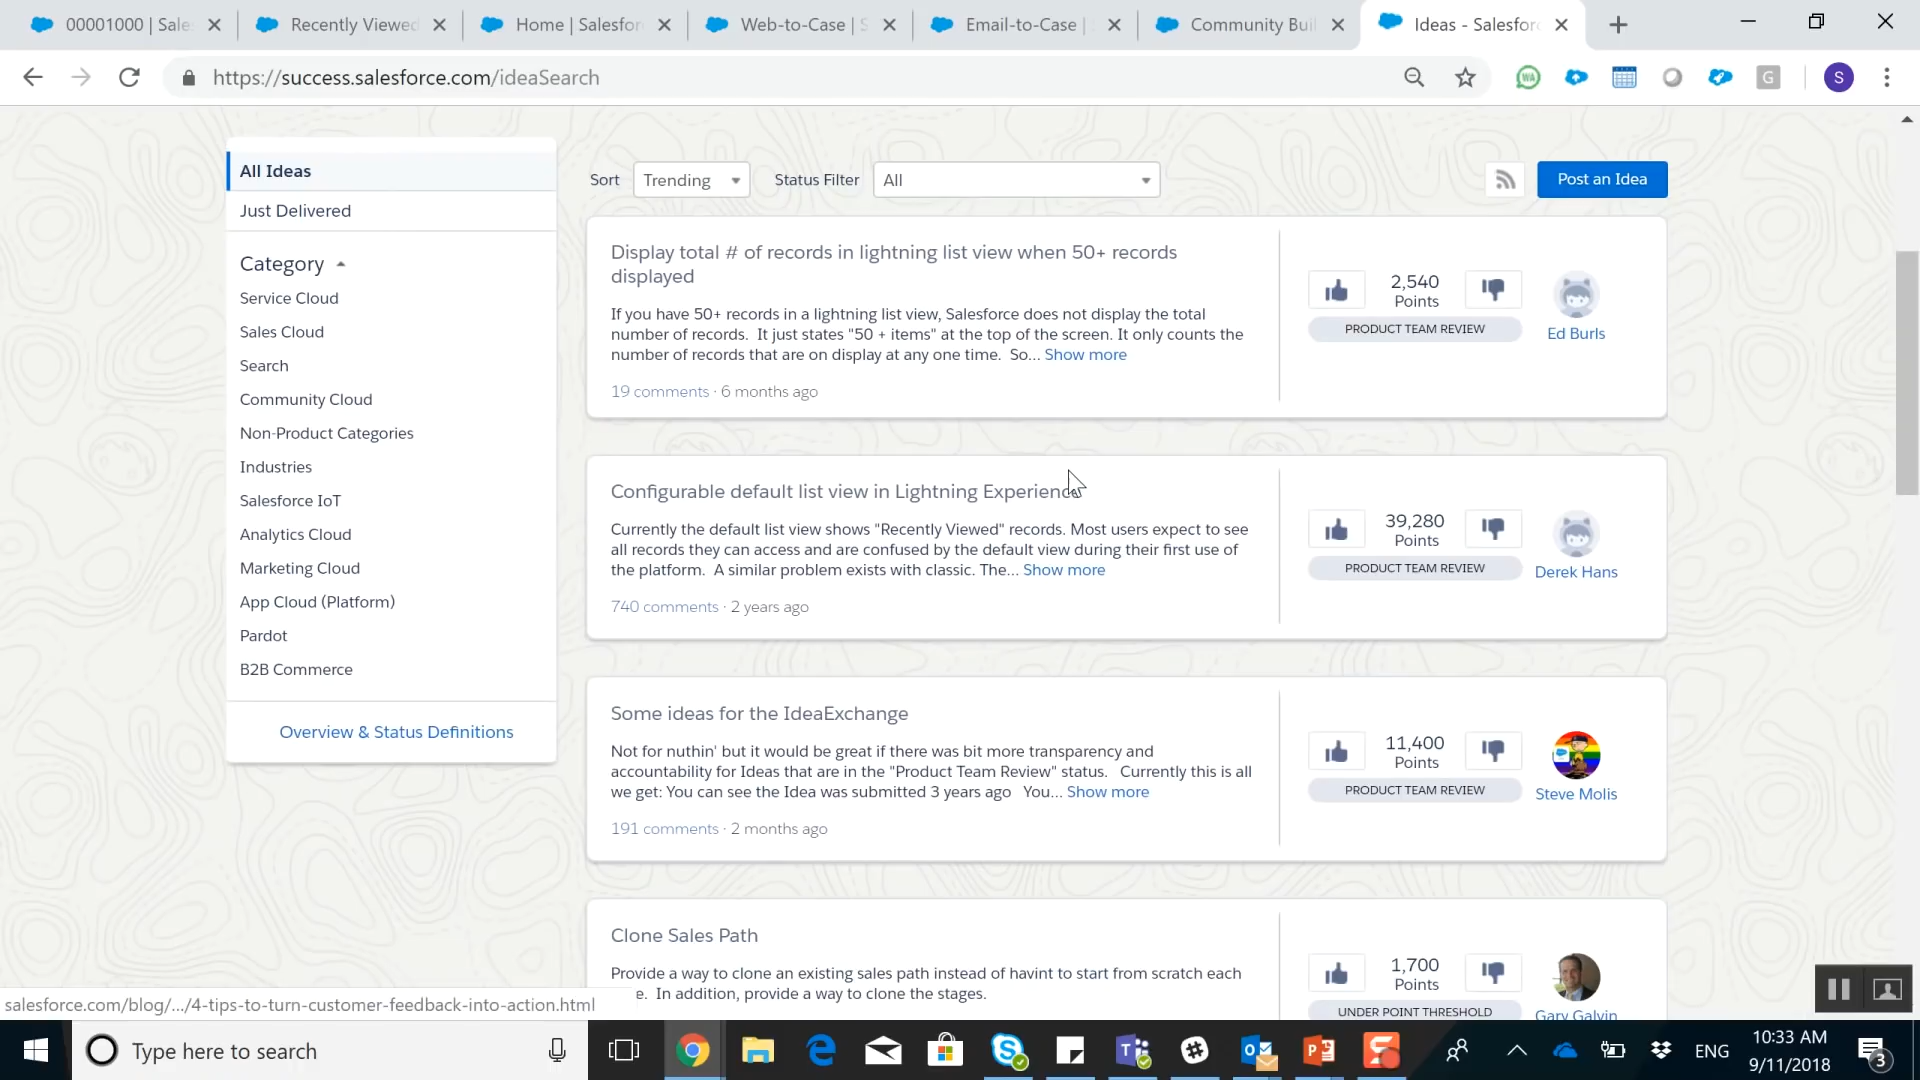 00001000 | Sale
Recently Viewed
Home | Salesfor
Web-to-Case | S
Email-to-Case |
Community Buil
Ideas - Salesfor
https://success.salesforce.com/ideaSearch
WA
G
S
All Ideas
Just Delivered
Category
Service Cloud
Sales Cloud
Search
Community Cloud
Non-Product Categories
Industries
Salesforce IoT
Analytics Cloud
Marketing Cloud
App Cloud (Platform)
Pardot
B2B Commerce
Overview & Status Definitions
Sort
Trending
Status Filter
All
Post an Idea
Display total # of records in lightning list view when 50+ records
displayed
If you have 50+ records in a lightning list view, Salesforce does not display the total
number of records. It just states "50 + items" at the top of the screen. It only counts the
number of records that are on display at any one time. So... Show more
19 comments · 6 months ago
2,540
Points
PRODUCT TEAM REVIEW
Ed Burls
Configurable default list view in Lightning Experience
Currently the default list view shows "Recently Viewed" records. Most users expect to see
all records they can access and are confused by the default view during their first use of
the platform. A similar problem exists with classic. The... Show more
740 comments · 2 years ago
39,280
Points
PRODUCT TEAM REVIEW
Derek Hans
Some ideas for the IdeaExchange
Not for nuthin' but it would be great if there was bit more transparency and
accountability for Ideas that are in the "Product Team Review" status. Currently this is all
we get: You can see the Idea was submitted 3 years ago You... Show more
191 comments · 2 months ago
11,400
Points
PRODUCT TEAM REVIEW
Steve Molis
Clone Sales Path
Provide a way to clone an existing sales path instead of havint to start from scratch each
e. In addition, provide a way to clone the stages.
1,700
Points
UNDER POINT THRESHOLD
Gary Galvin
salesforce.com/blog/.../4-tips-to-turn-customer-feedback-into-action.html
Type here to search
ENG
10:33 AM
9/11/2018
3